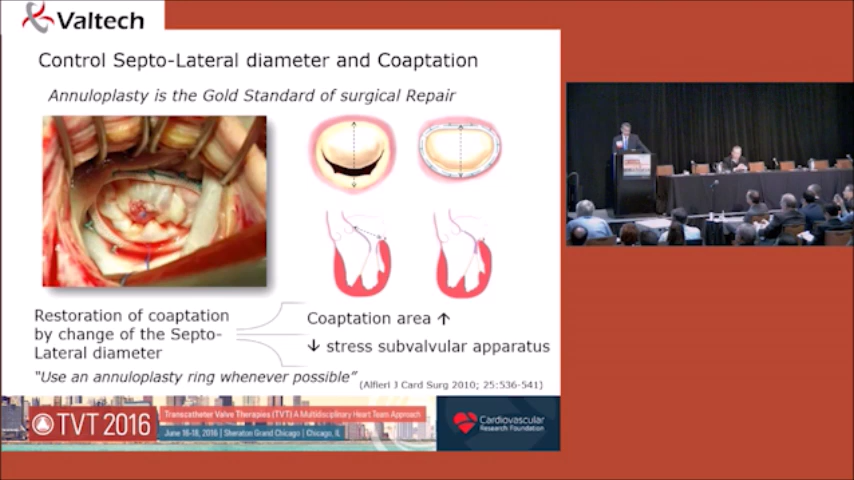 Valtech
Control Septo-Lateral diameter and Coaptation
Annuloplasty is the Gold Standard of surgical Repair
Restoration of coaptation
by change of the Septo-
Lateral diameter
Coaptation area ↑
↓ stress subvalvular apparatus
“Use an annuloplasty ring whenever possible”
(Alfieri J Card Surg 2010; 25:536-541)
TVT 2016
Transcatheter Valve Therapies (TVT) A Multidisciplinary Heart Team Approach
June 16-18, 2016 | Sheraton Grand Chicago | Chicago, IL
Cardiovascular
Research Foundation